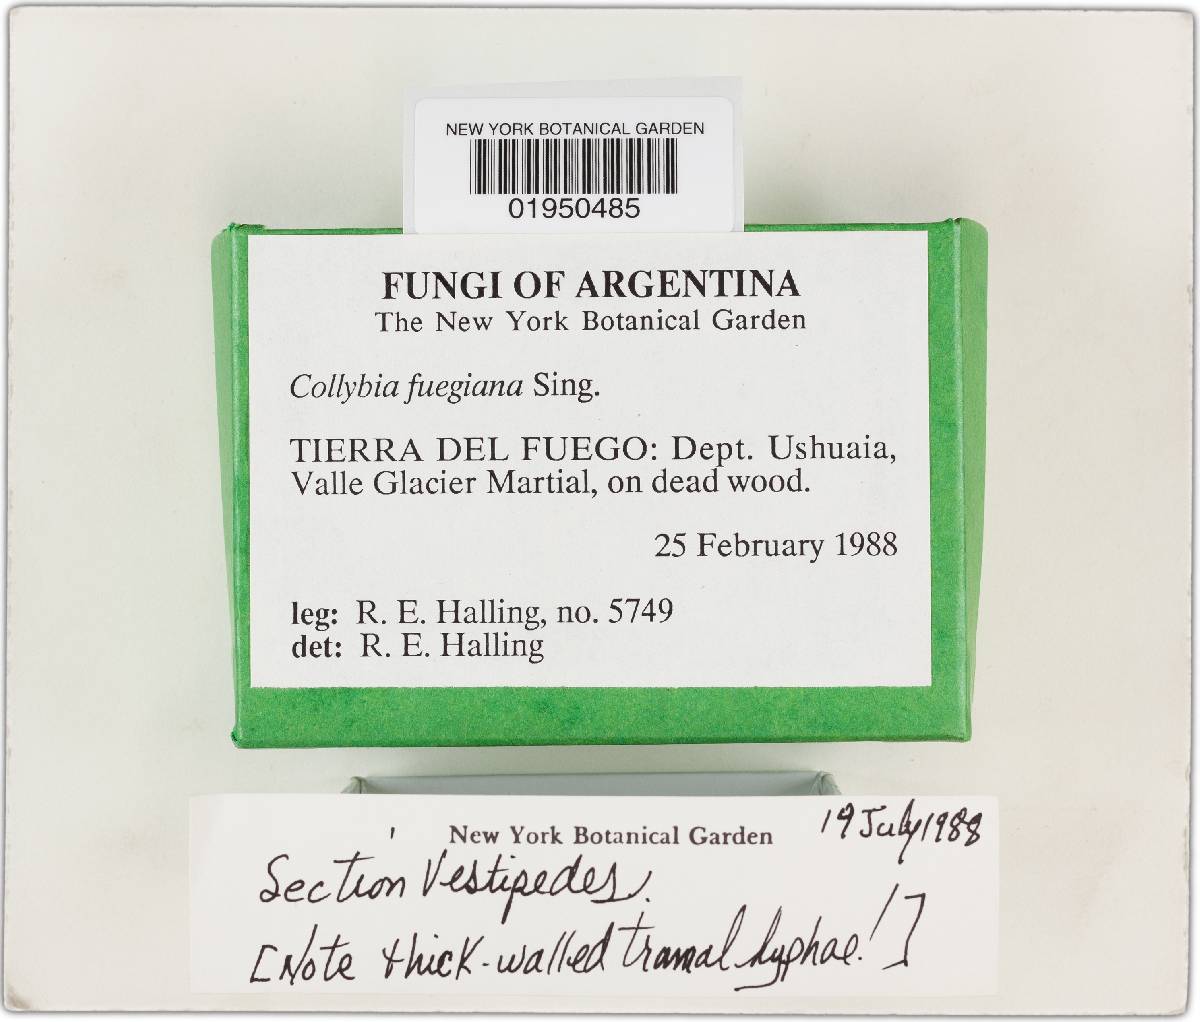 NEW YORK BOTANICAL GARDEN
01950485
FUNGI OF ARGENTINA
The New York Botanical Garden
Collybia fuegiana Sing.
TIERRA DEL FUEGO: Dept. Ushuaia,
Valle Glacier Martial, on dead wood.
25 February 1988
leg: R. E. Halling, no. 5749
det: R. E. Halling
New York Botanical Garden 19 July 1988
Section Vestipedes.
[Note thick-walled tramal hyphae!]